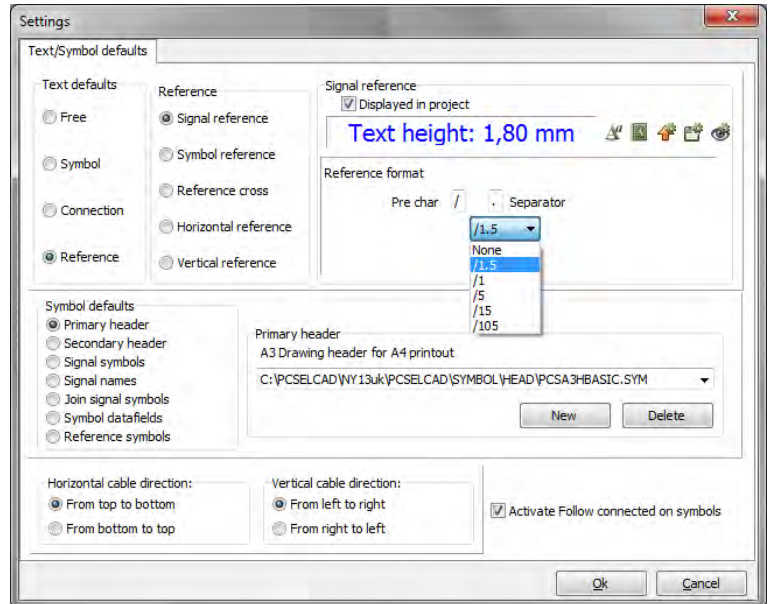 Settings
Text/Symbol defaults
Text defaults
Free
Symbol
Connection
Reference
Reference
Signal reference
Symbol reference
Reference cross
Horizontal reference
Vertical reference
Signal reference
Displayed in project
Text height: 1,80 mm
Reference format
Pre char / . Separator
/1.5
None
/1.5
/1
/5
/15
/105
Symbol defaults
Primary header
Secondary header
Signal symbols
Signal names
Join signal symbols
Symbol datafields
Reference symbols
Primary header
A3 Drawing header for A4 printout
C:\PCSELCAD\NY13uk\PCSELCAD\SYMBOL\HEAD\PCSA3HBASIC.SYM
New Delete
Horizontal cable direction:
From top to bottom
From bottom to top
Vertical cable direction:
From left to right
From right to left
Activate Follow connected on symbols
Ok Cancel